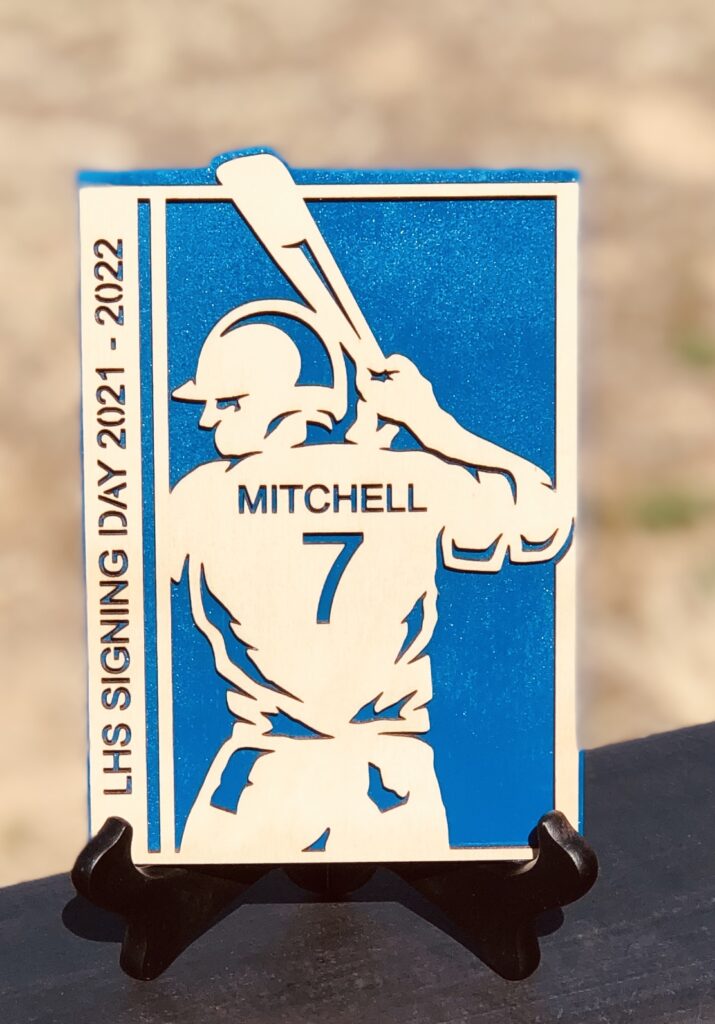 LHS SIGNING DAY 2021 - 2022
MITCHELL
7